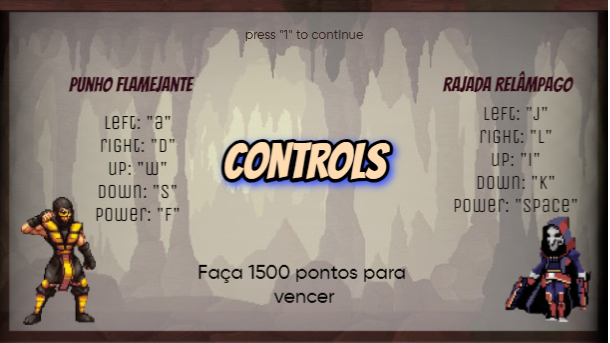 press "1" to continue
PUNHO FLAMEJANTE
Left: "a"
right: "D"
UP: "W"
Down: "S"
Power: "F"
CONTROLS
RAJADA RELÂMPAGO
Left: "J"
right: "L"
UP: "I"
Down: "K"
Power: "Space"
Faça 1500 pontos para
vencer